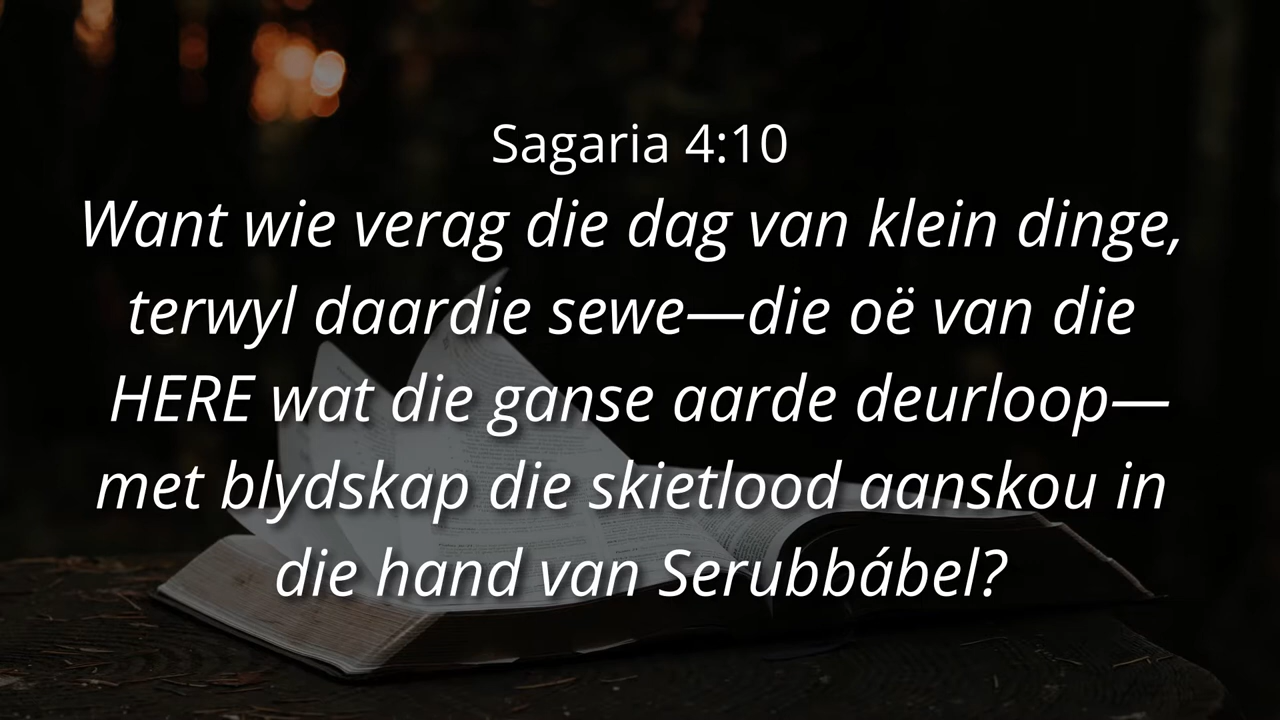 Sagaria 4:10
Want wie verag die dag van klein dinge,
terwyl daardie sewe—die oë van die
HERE wat die ganse aarde deurloop—
met blydskap die skietlood aanskou in
die hand van Serubbábel?